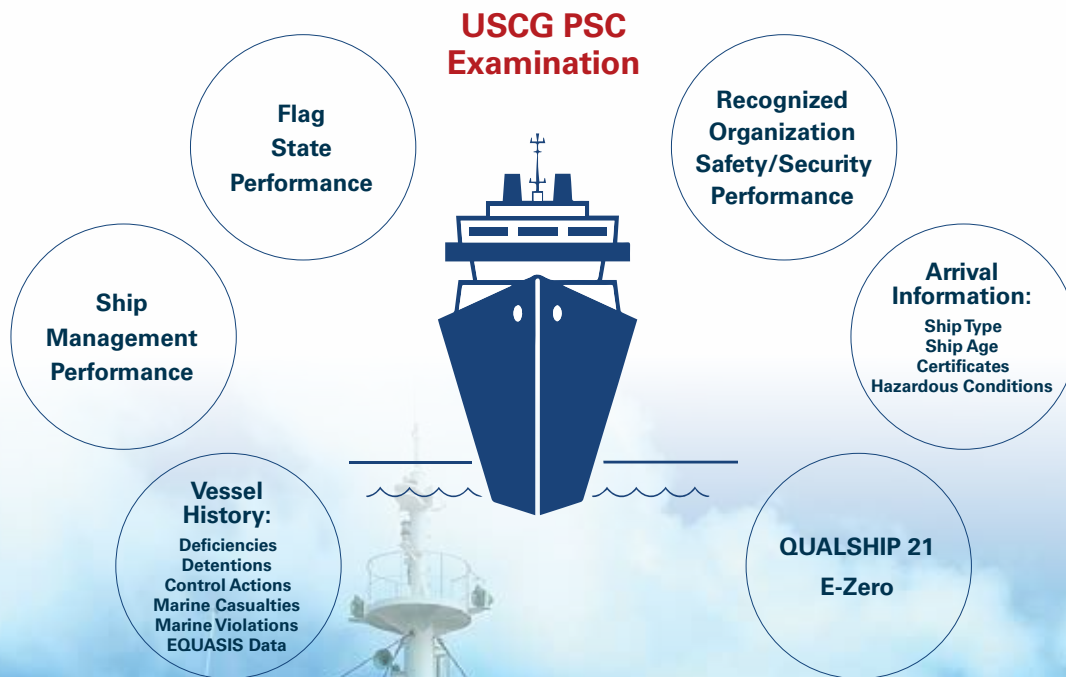 USCG PSC
Examination
Flag
State
Performance
Recognized
Organization
Safety/Security
Performance
Ship
Management
Performance
Arrival
Information:
Ship Type
Ship Age
Certificates
Hazardous Conditions
Vessel
History:
Deficiencies
Detentions
Control Actions
Marine Casualties
Marine Violations
EQUASIS Data
QUALSHIP 21
E-Zero